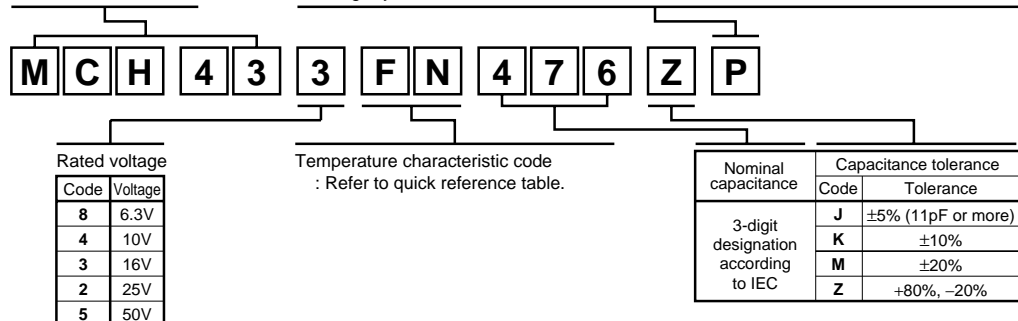 M C H 4 3 3 F N 4 7 6 Z P
Rated voltage
Code Voltage
8 6.3V
4 10V
3 16V
2 25V
5 50V
Temperature characteristic code
: Refer to quick reference table.
Nominal capacitance
Capacitance tolerance
Code Tolerance
3-digit
designation
according
to IEC
J ±5% (11pF or more)
K ±10%
M ±20%
Z +80%, −20%